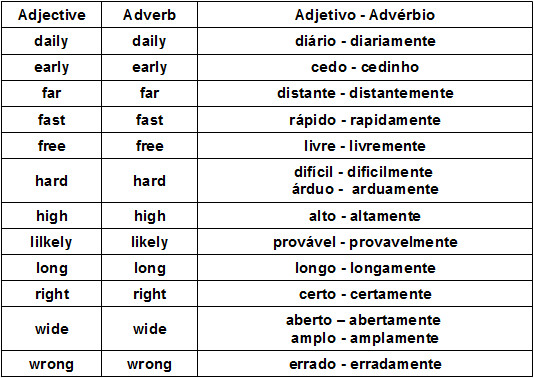 Adjective Adverb Adjetivo - Advérbio
daily daily diário - diariamente
early early cedo - cedinho
far far distante - distantemente
fast fast rápido - rapidamente
free free livre - livremente
hard hard difícil - dificilmente
árduo - arduamente
high high alto - altamente
lilkely likely provável - provavelmente
long long longo - longamente
right right certo - certamente
wide wide aberto – abertamente
amplo - amplamente
wrong wrong errado - erradamente